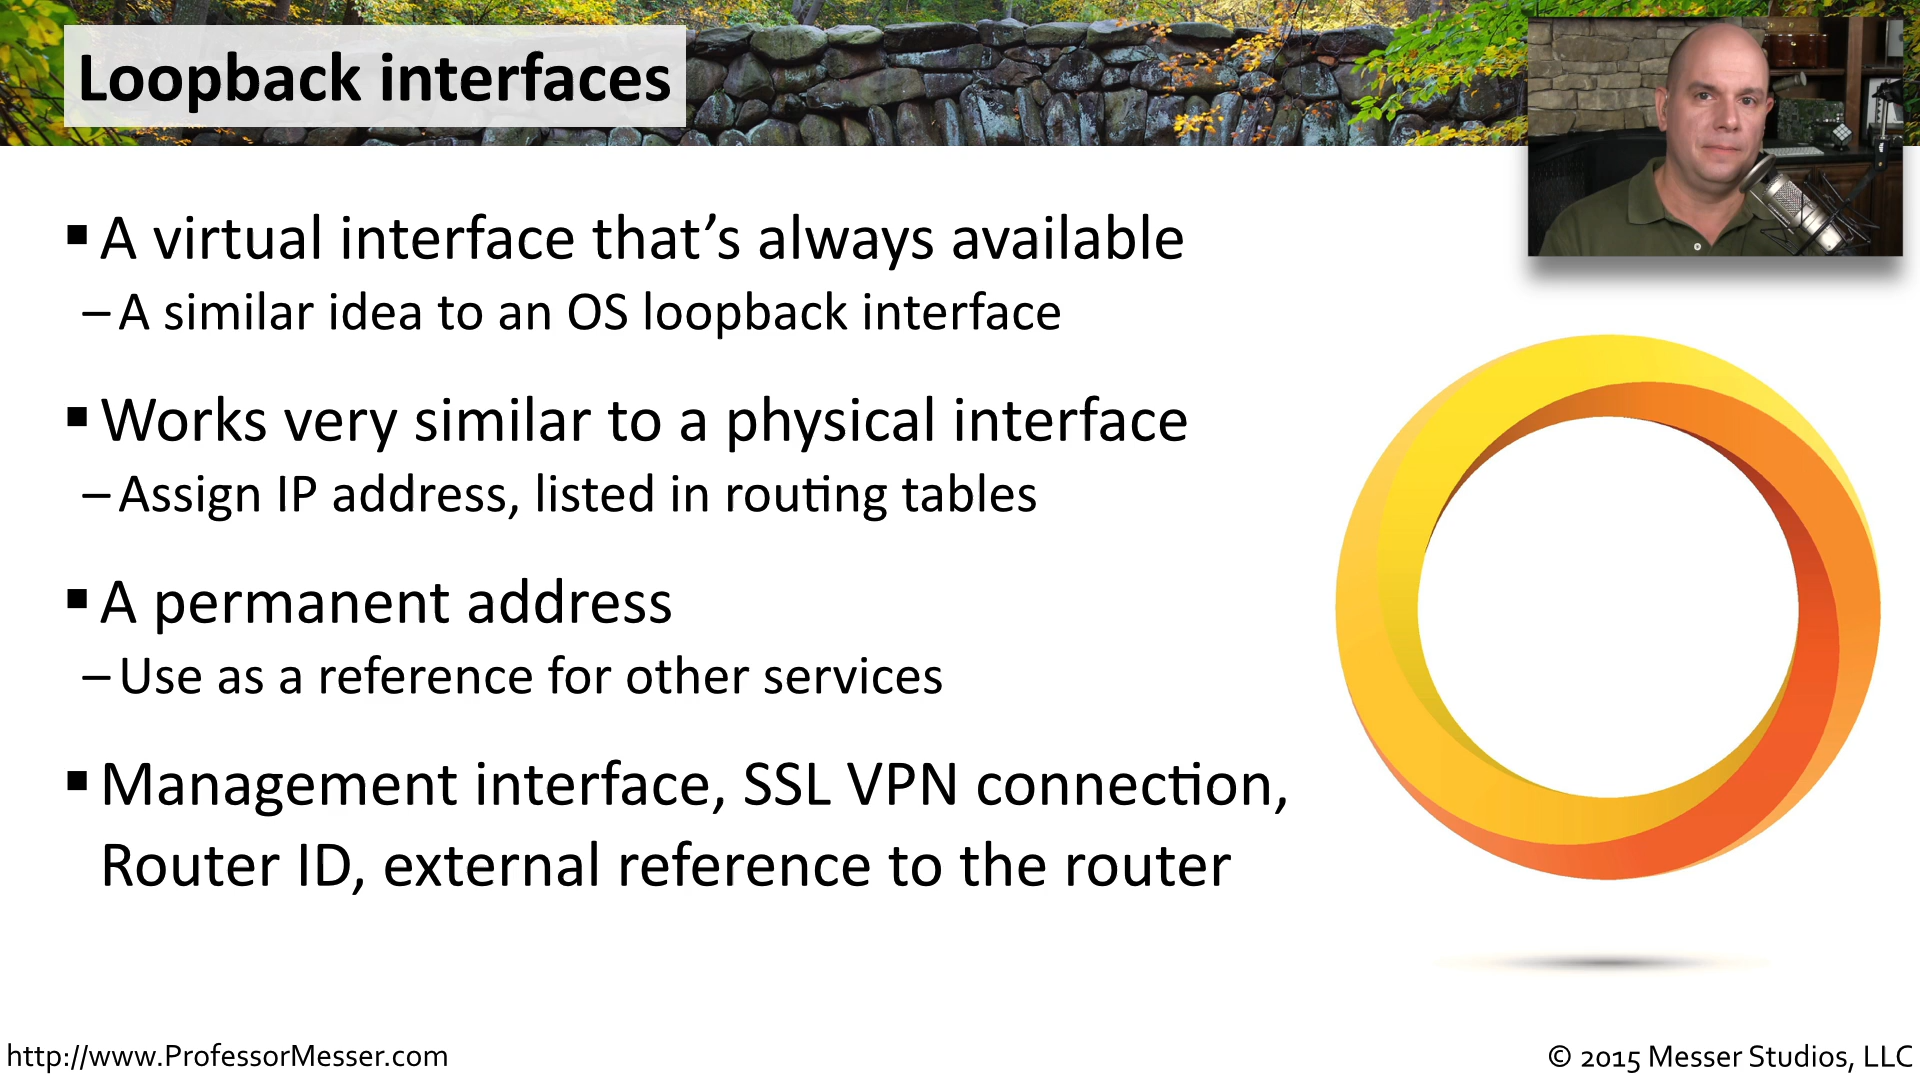 Loopback interfaces
▪ A virtual interface that’s always available
– A similar idea to an OS loopback interface
▪ Works very similar to a physical interface
– Assign IP address, listed in routing tables
▪ A permanent address
– Use as a reference for other services
▪ Management interface, SSL VPN connection,
Router ID, external reference to the router
http://www.ProfessorMesser.com
© 2015 Messer Studios, LLC